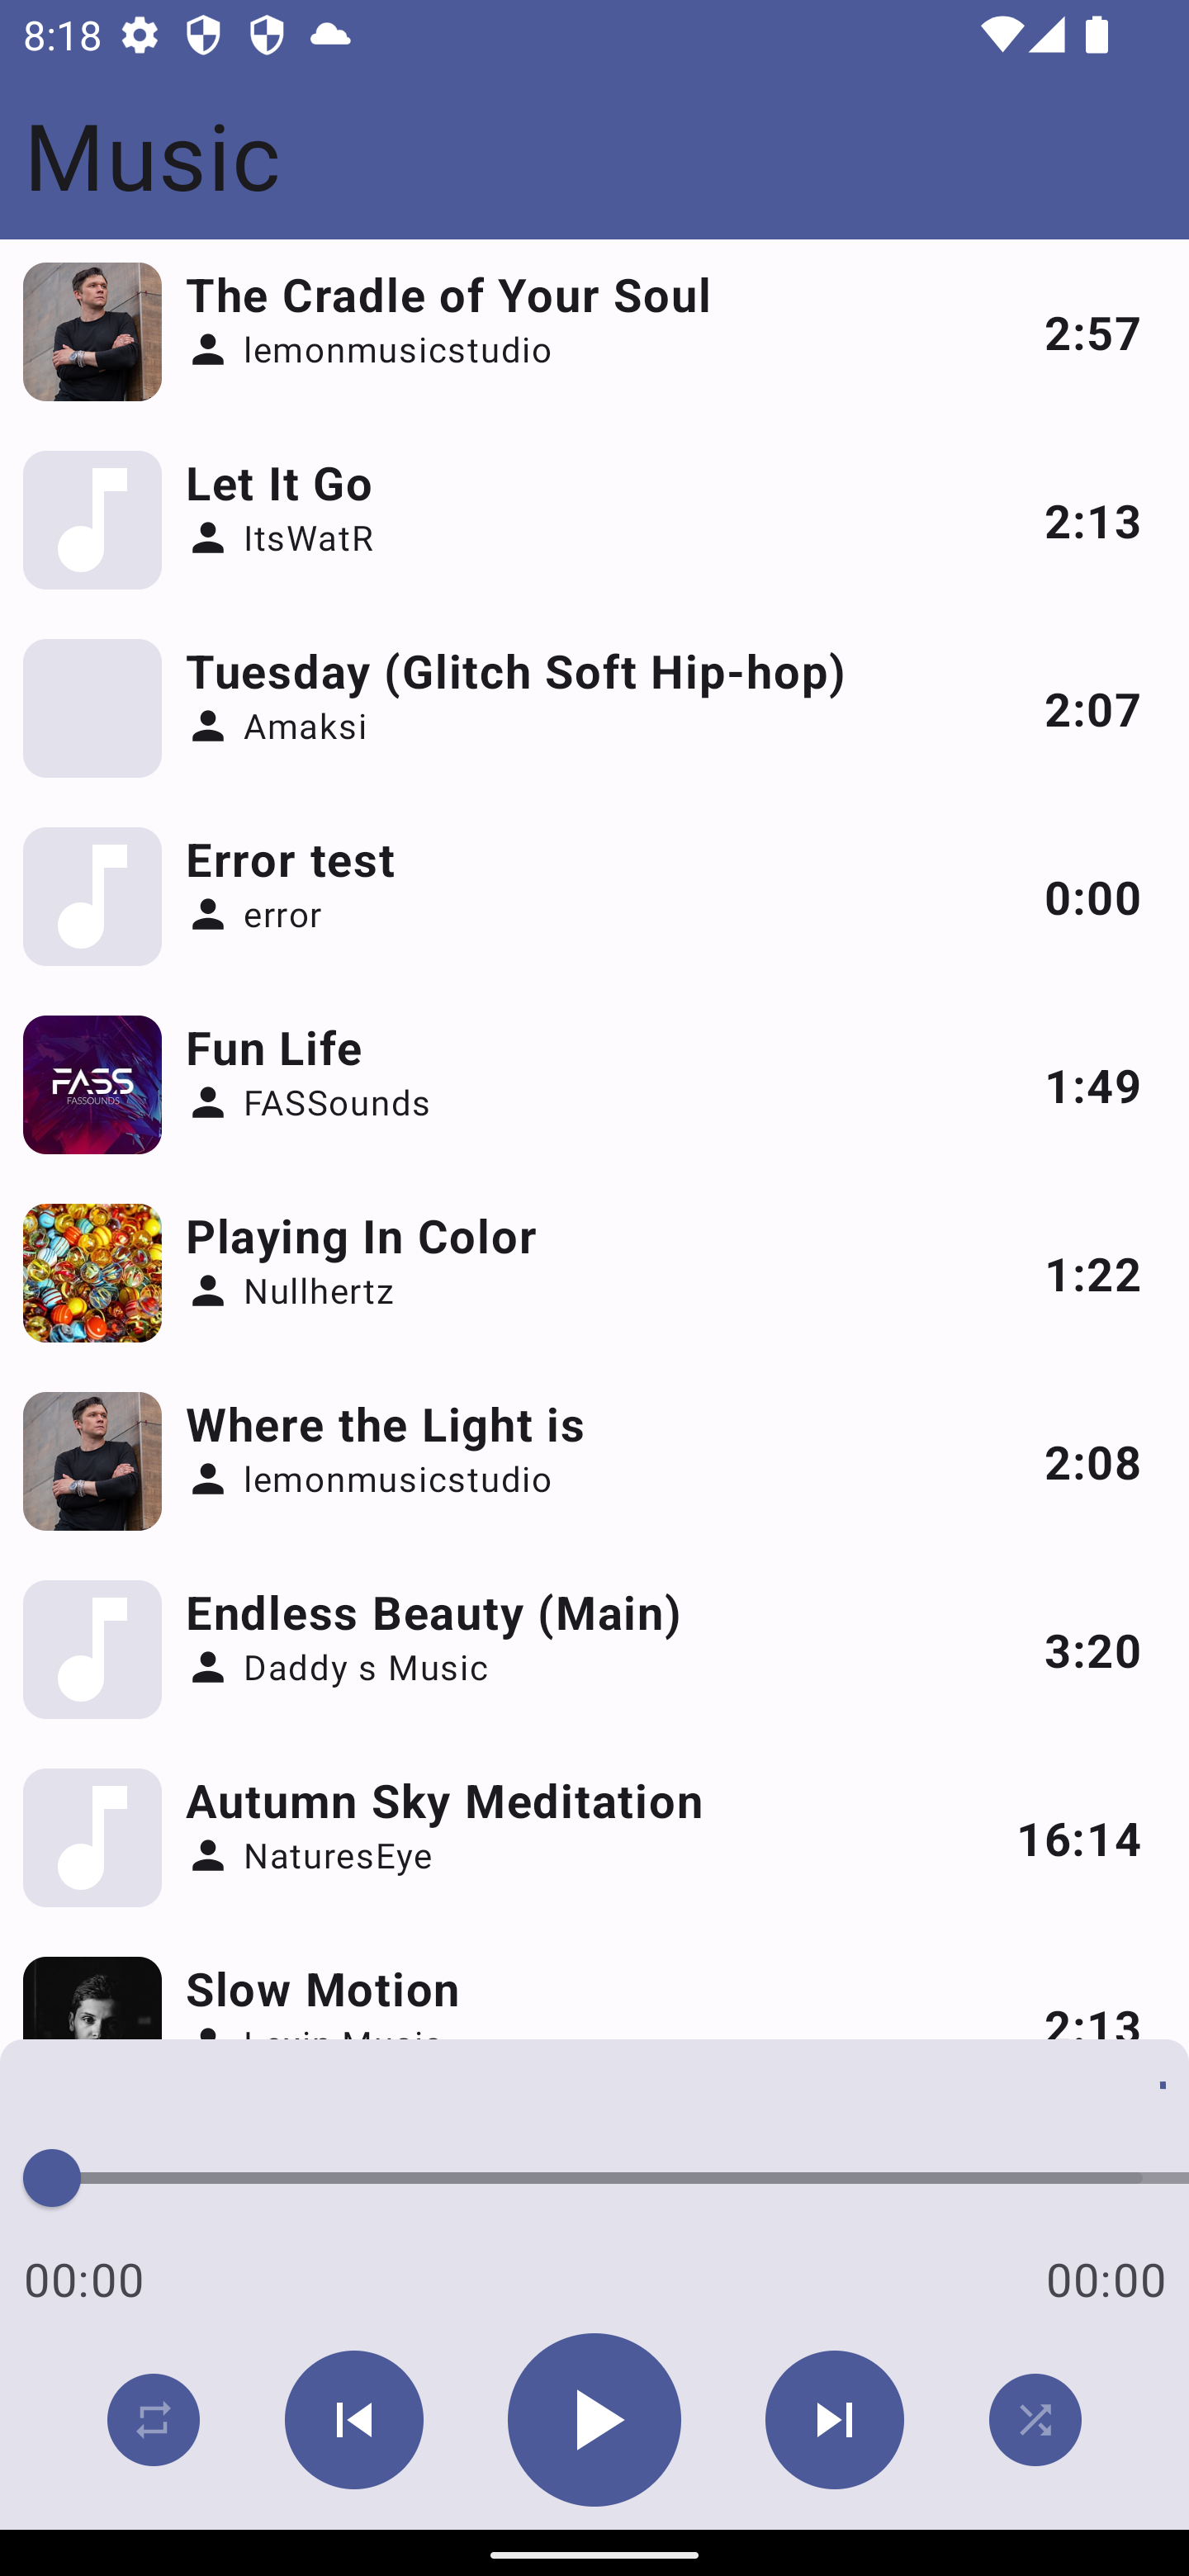 8:18
Music
The Cradle of Your Soul
lemonmusicstudio
2:57
Let It Go
ItsWatR
2:13
Tuesday (Glitch Soft Hip-hop)
Amaksi
2:07
Error test
error
0:00
FASS
FASSOUNDS
Fun Life
FASSounds
1:49
Playing In Color
Nullhertz
1:22
Where the Light is
lemonmusicstudio
2:08
Endless Beauty (Main)
Daddy s Music
3:20
Autumn Sky Meditation
NaturesEye
16:14
Slow Motion
2:13
00:00
00:00